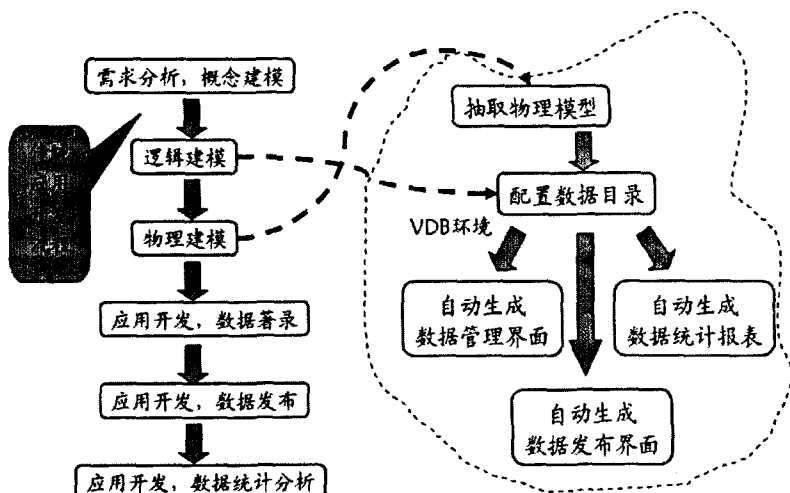 需求分析，概念建模
逻辑建模
应用
物理建模
应用开发，数据著录
应用开发，数据发布
应用开发，数据统计分析
抽取物理模型
配置数据目录
VDB环境
自动生成
数据管理界面
自动生成
数据统计报表
自动生成
数据发布界面